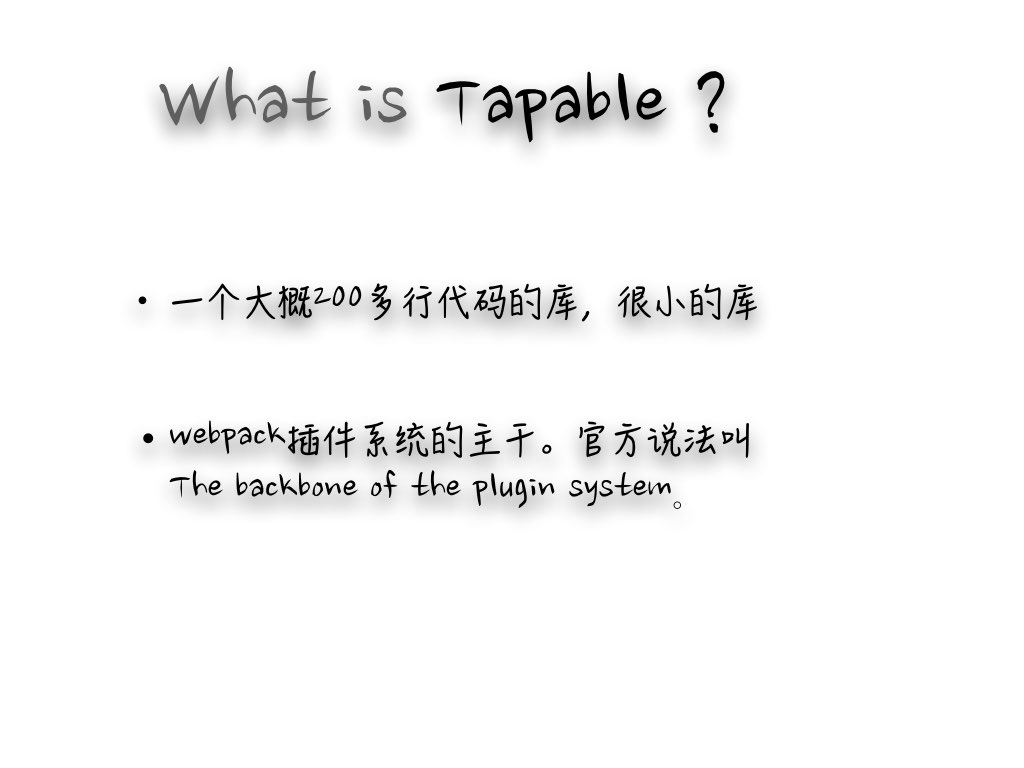 What is Tapable ?
• 一个大概200多行代码的库，很小的库
• webpack插件系统的主干。官方说法叫
The backbone of the plugin system。